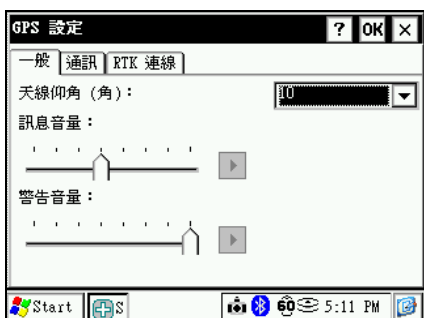 GPS 設定 ? OK ×
一般 通訊 RTK 連線
天線仰角 (角): 10
訊息音量:
警告音量:
Start S 60 5:11 PM